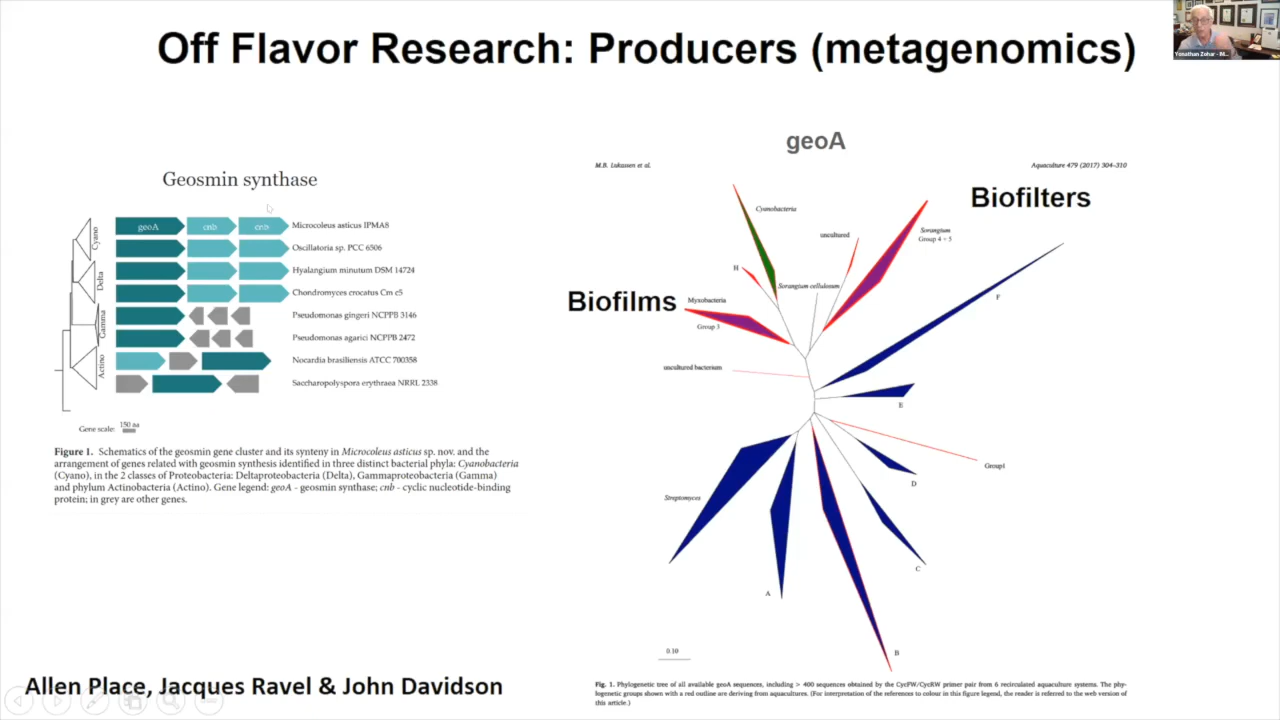 Off Flavor Research: Producers (metagenomics)
Yonathan Zohar - M...
Geosmin synthase
geoA
cnb
cnb
Microcoleus asticus IPMA8
Oscillatoria sp. PCC 6506
Hyalangium minutum DSM 14724
Chondromyces crocatus Cm c5
Pseudomonas gingeri NCPPB 3146
Pseudomonas agarici NCPPB 2472
Nocardia brasiliensis ATCC 700358
Saccharopolyspora erythraea NRRL 2338
Cyano
Delta
Gamma
Actino
Gene scale:
150 aa
Figure 1. Schematics of the geosmin gene cluster and its synteny in Microcoleus asticus sp. nov. and the
arrangement of genes related with geosmin synthesis identified in three distinct bacterial phyla: Cyanobacteria
(Cyano), in the 2 classes of Proteobacteria: Deltaproteobacteria (Delta), Gammaproteobacteria (Gamma)
and phylum Actinobacteria (Actino). Gene legend: geoA - geosmin synthase; cnb - cyclic nucleotide-binding
protein; in grey are other genes.
geoA
M.B. Lukassen et al.
Aquaculture 479 (2017) 304–310
Biofilters
Cyanobacteria
uncultured
Sorangium
Group 4 + 5
H
Sorangium cellulosum
F
Biofilms
Myxobacteria
Group 3
uncultured bacterium
E
Group1
D
Streptomyces
C
A
B
0.10
Fig. 1. Phylogenetic tree of all available geoA sequences, including > 400 sequences obtained by the CycFW/CycRW primer pair from 6 recirculated aquaculture systems. The phy-
logenetic groups shown with a red outline are deriving from aquacultures. (For interpretation of the references to colour in this figure legend, the reader is referred to the web version of
this article.)
Allen Place, Jacques Ravel & John Davidson